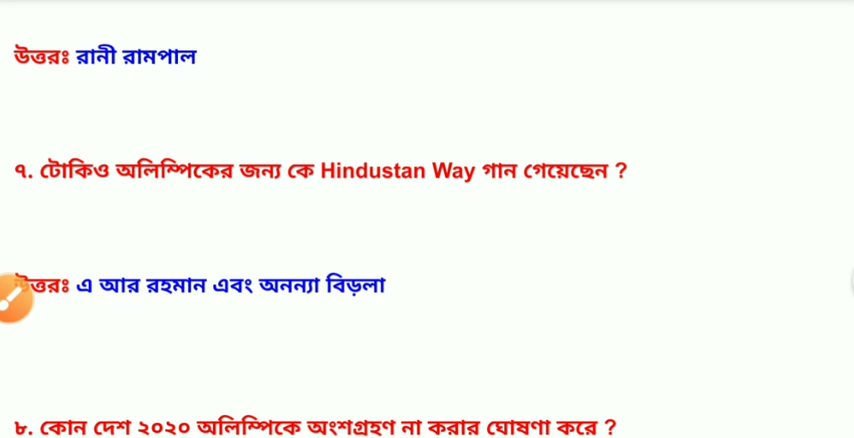 উত্তরঃ রানী রামপাল
৭. টোকিও অলিম্পিকের জন্য কে Hindustan Way গান গেয়েছেন ?
উত্তরঃ এ আর রহমান এবং অনন্যা বিড়লা
৮. কোন দেশ ২০২০ অলিম্পিকে অংশগ্রহণ না করার ঘোষণা করে ?